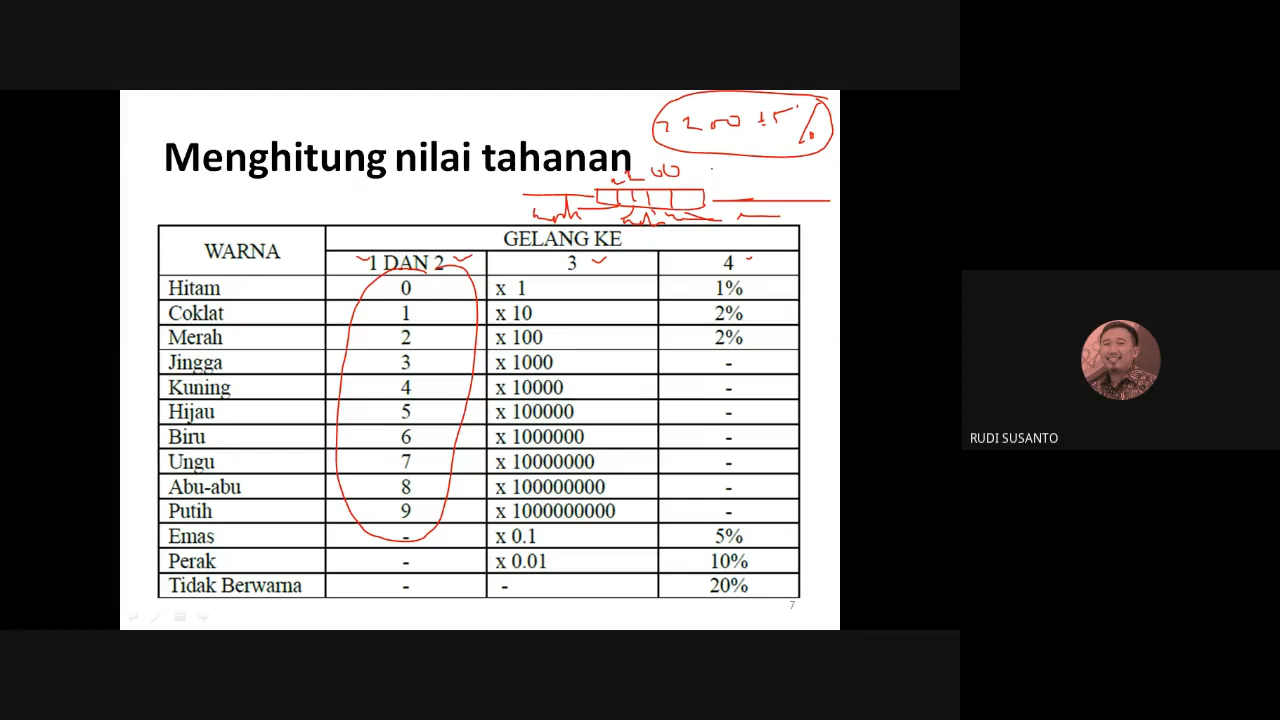 2200 ±5%
Menghitung nilai tahanan
2200
WARNA GELANG KE
1 DAN 2 3 4
Hitam 0 x 1 1%
Coklat 1 x 10 2%
Merah 2 x 100 2%
Jingga 3 x 1000 -
Kuning 4 x 10000 -
Hijau 5 x 100000 -
Biru 6 x 1000000 -
Ungu 7 x 10000000 -
Abu-abu 8 x 100000000 -
Putih 9 x 1000000000 -
Emas - x 0.1 5%
Perak - x 0.01 10%
Tidak Berwarna - - 20%
7
RUDI SUSANTO